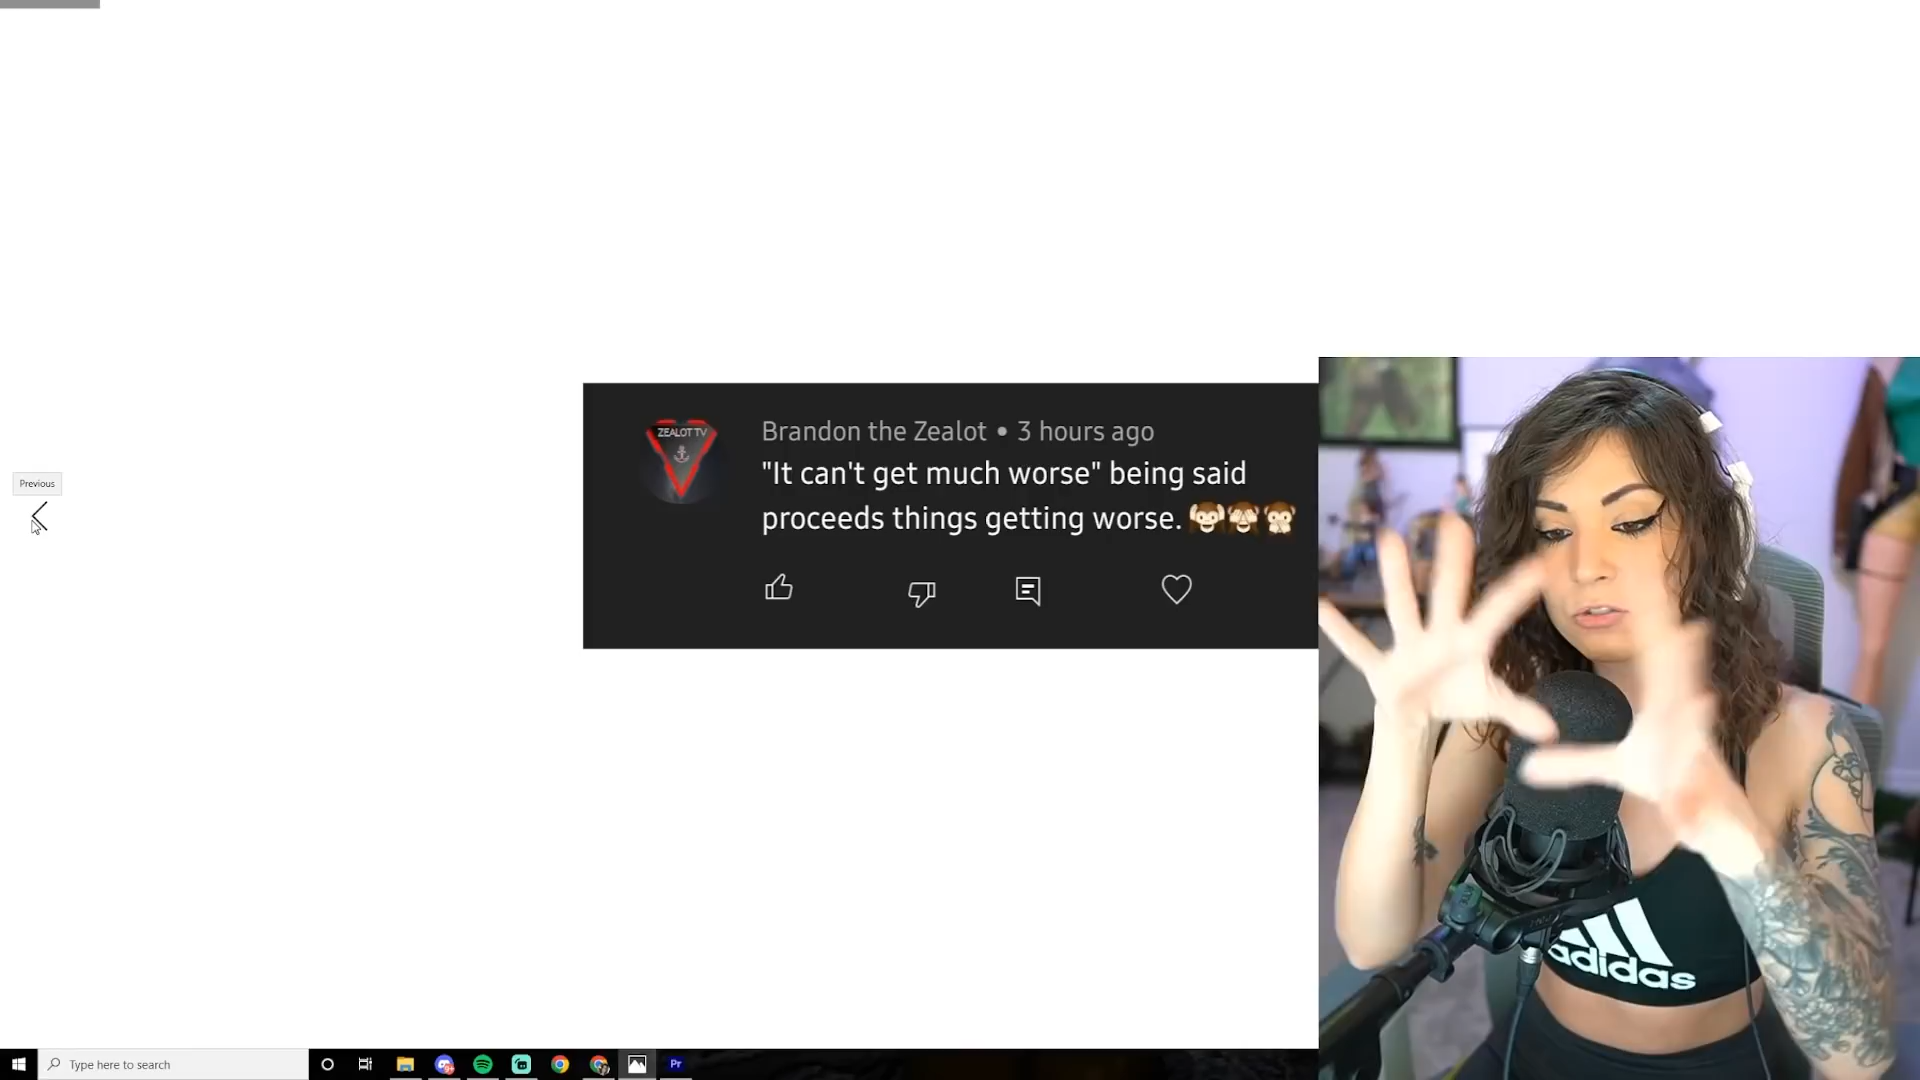 Previous
ZEALOT TV
Brandon the Zealot • 3 hours ago
"It can't get much worse" being said
proceeds things getting worse. 🙉🙈🙊
adidas
Type here to search
Pr